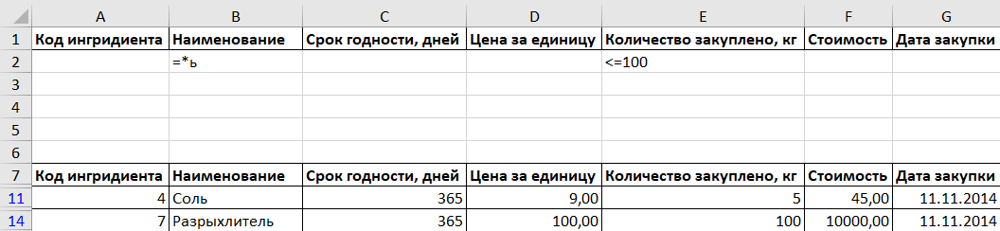 A B C D E F G
1 Код ингридиента Наименование Срок годности, дней Цена за единицу Количество закуплено, кг Стоимость Дата закупки
2 =*ь <=100
3
4
5
6
7 Код ингридиента Наименование Срок годности, дней Цена за единицу Количество закуплено, кг Стоимость Дата закупки
11 4 Соль 365 9,00 5 45,00 11.11.2014
14 7 Разрыхлитель 365 100,00 100 10000,00 11.11.2014